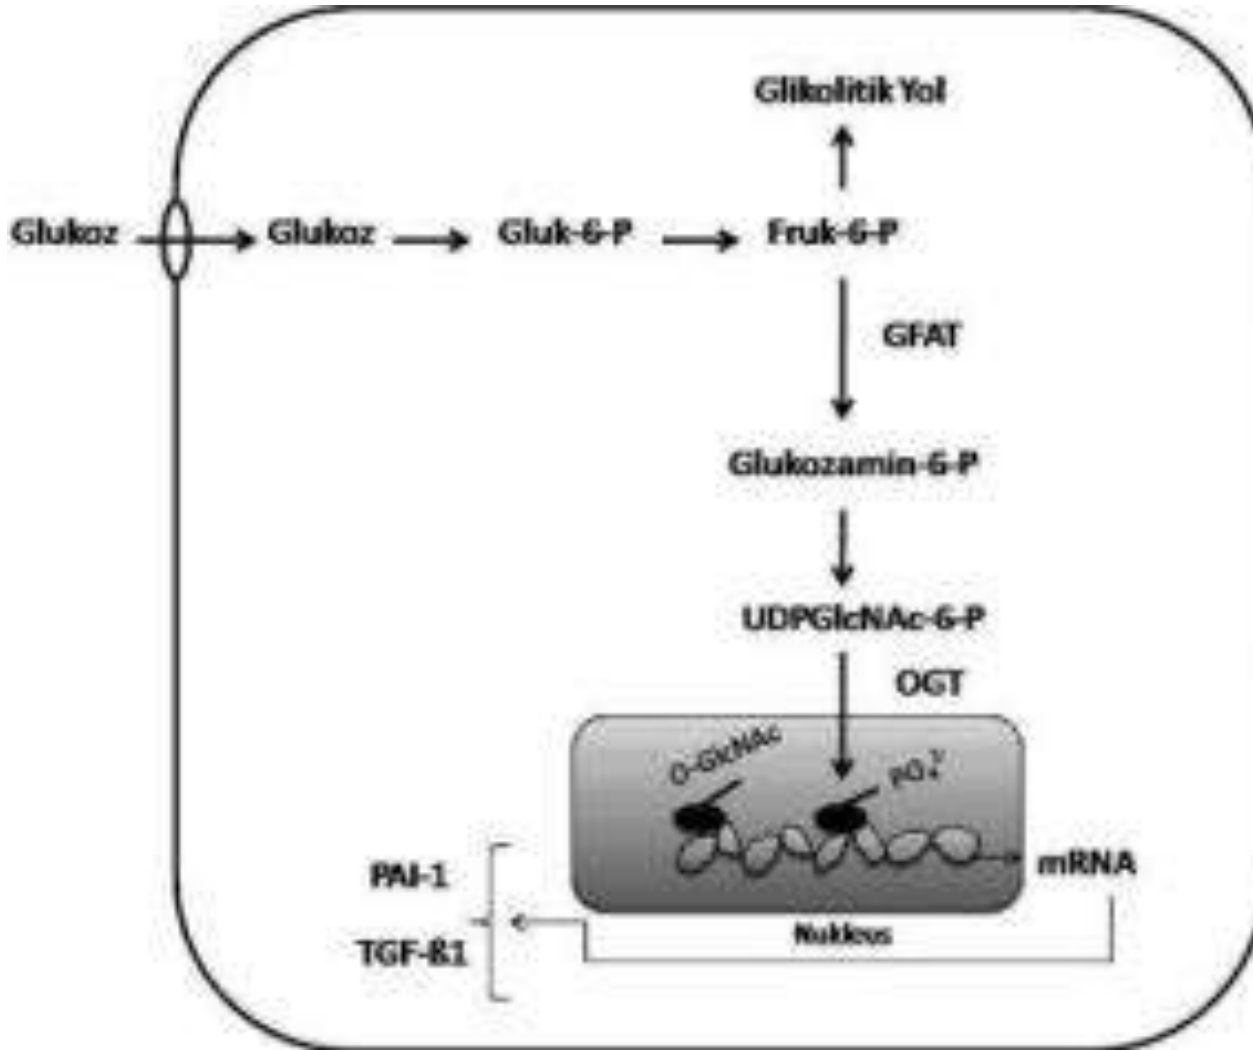 Glikolitik Yol
Glukoz Glukoz Gluk-6-P Fruk-6-P
GFAT
Glukozamin-6-P
UDPGlcNAc-6-P
OGT
O-GlcNAc
PAI-1
mRNA
Nukleus
TGF-ß1